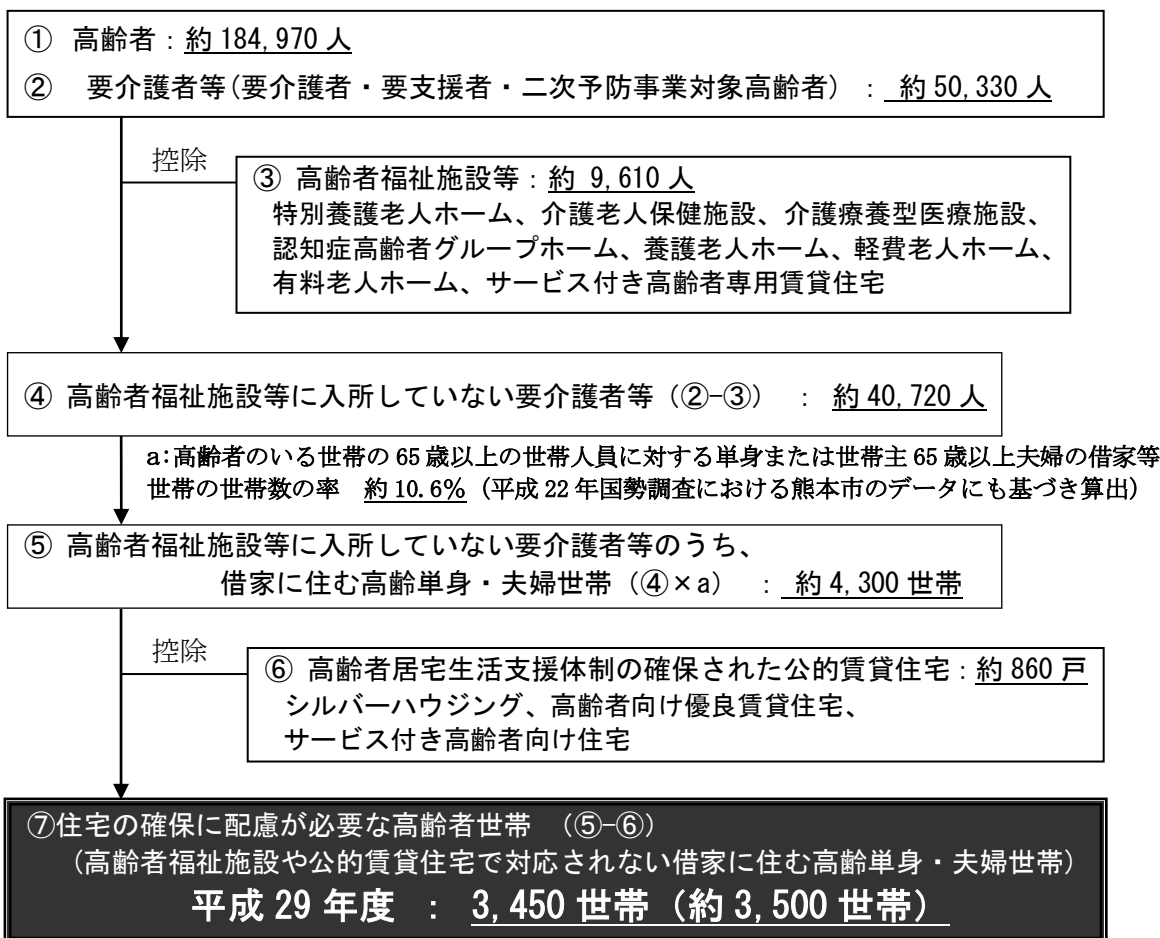 ① 高齢者：約 184,970 人
② 要介護者等(要介護者・要支援者・二次予防事業対象高齢者) ： 約 50,330 人
控除
③ 高齢者福祉施設等：約 9,610 人
特別養護老人ホーム、介護老人保健施設、介護療養型医療施設、
認知症高齢者グループホーム、養護老人ホーム、軽費老人ホーム、
有料老人ホーム、サービス付き高齢者専用賃貸住宅
④ 高齢者福祉施設等に入所していない要介護者等（②-③） ： 約 40,720 人
a:高齢者のいる世帯の 65 歳以上の世帯人員に対する単身または世帯主 65 歳以上夫婦の借家等
世帯の世帯数の率 約 10.6%（平成 22 年国勢調査における熊本市のデータにも基づき算出）
⑤ 高齢者福祉施設等に入所していない要介護者等のうち、
借家に住む高齢単身・夫婦世帯（④×a） ： 約 4,300 世帯
控除
⑥ 高齢者居宅生活支援体制の確保された公的賃貸住宅：約 860 戸
シルバーハウジング、高齢者向け優良賃貸住宅、
サービス付き高齢者向け住宅
⑦住宅の確保に配慮が必要な高齢者世帯 （⑤-⑥）
（高齢者福祉施設や公的賃貸住宅で対応されない借家に住む高齢単身・夫婦世帯）
平成 29 年度 ： 3,450 世帯（約 3,500 世帯）